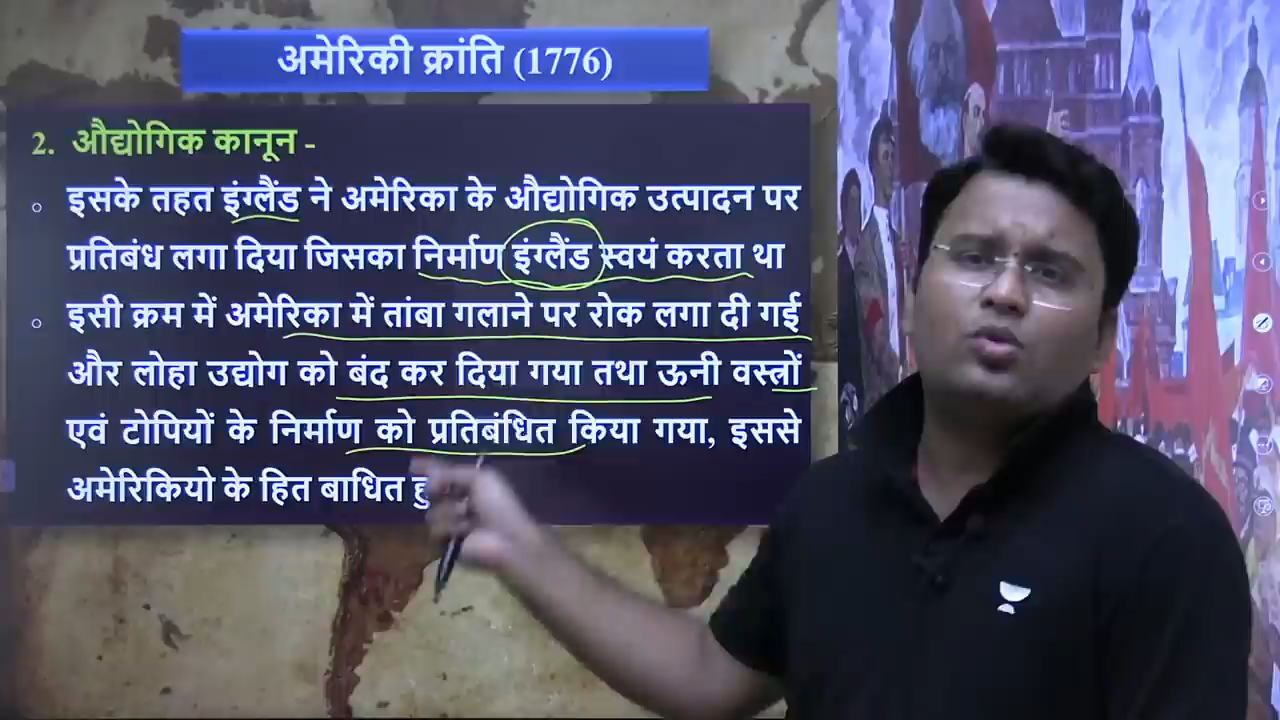 अमेरिकी क्रांति (1776)
2. औद्योगिक कानून -
इसके तहत इंग्लैंड ने अमेरिका के औद्योगिक उत्पादन पर
प्रतिबंध लगा दिया जिसका निर्माण इंग्लैंड स्वयं करता था
इसी क्रम में अमेरिका में तांबा गलाने पर रोक लगा दी गई
और लोहा उद्योग को बंद कर दिया गया तथा ऊनी वस्त्रों
एवं टोपियों के निर्माण को प्रतिबंधित किया गया, इससे
अमेरिकियो के हित बाधित